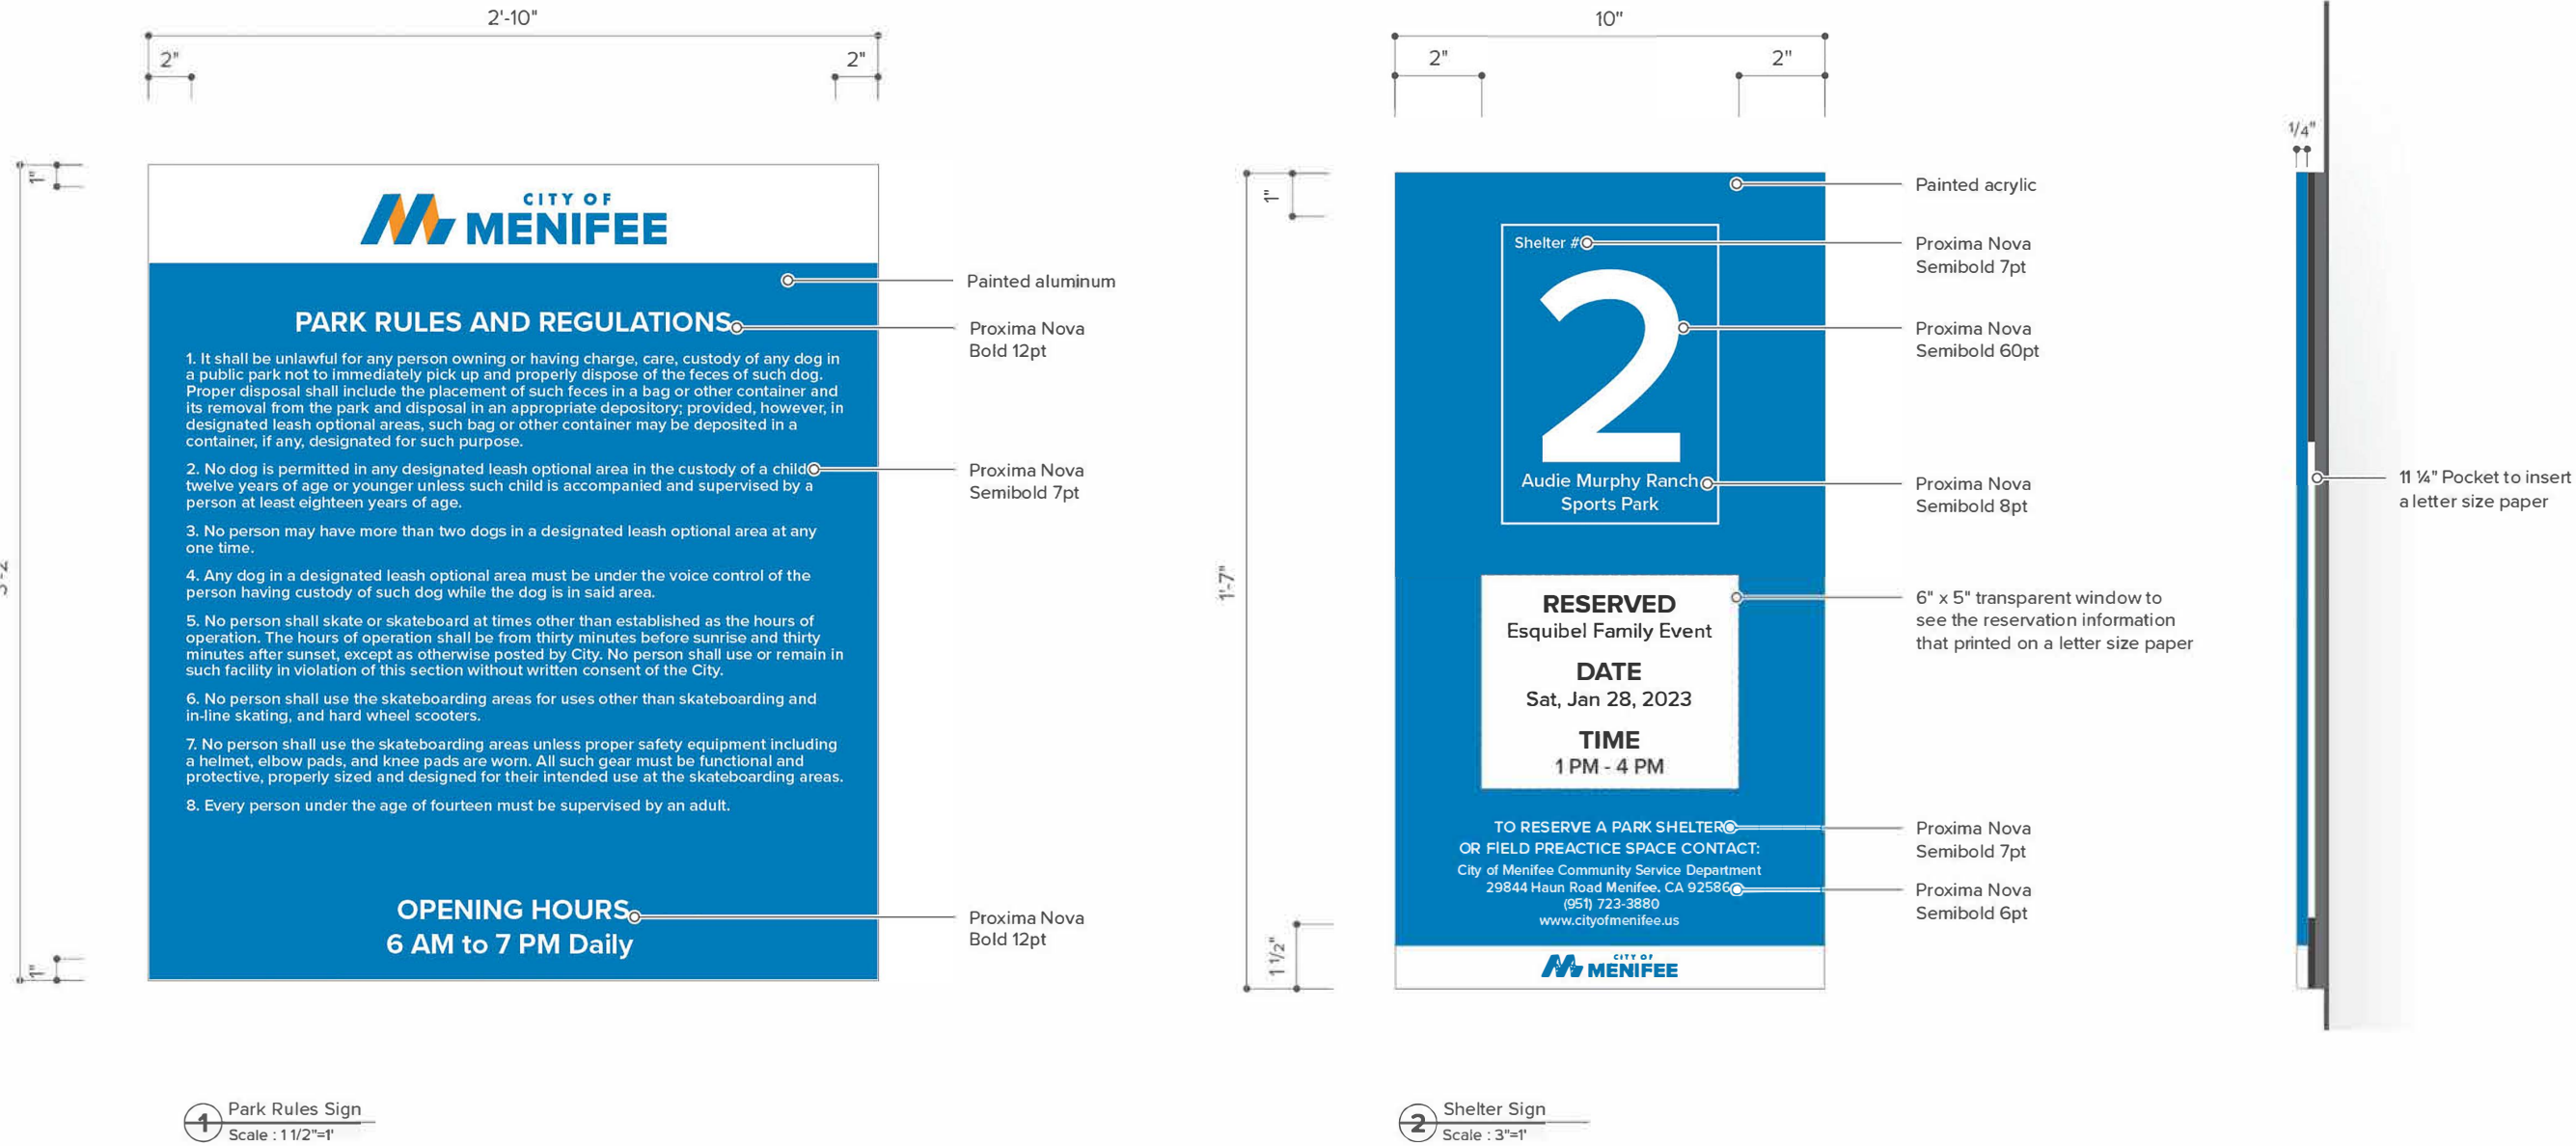 2'-10"
2"
2"
1"
CITY OF
MENIFEE
Painted aluminum
PARK RULES AND REGULATIONS
Proxima Nova
Bold 12pt
1. It shall be unlawful for any person owning or having charge, care, custody of any dog in
a public park not to immediately pick up and properly dispose of the feces of such dog.
Proper disposal shall include the placement of such feces in a bag or other container and
its removal from the park and disposal in an appropriate depository; provided, however, in
designated leash optional areas, such bag or other container may be deposited in a
container, if any, designated for such purpose.
2. No dog is permitted in any designated leash optional area in the custody of a child
twelve years of age or younger unless such child is accompanied and supervised by a
person at least eighteen years of age.
Proxima Nova
Semibold 7pt
3. No person may have more than two dogs in a designated leash optional area at any
one time.
4. Any dog in a designated leash optional area must be under the voice control of the
person having custody of such dog while the dog is in said area.
5. No person shall skate or skateboard at times other than established as the hours of
operation. The hours of operation shall be from thirty minutes before sunrise and thirty
minutes after sunset, except as otherwise posted by City. No person shall use or remain in
such facility in violation of this section without written consent of the City.
6. No person shall use the skateboarding areas for uses other than skateboarding and
in-line skating, and hard wheel scooters.
7. No person shall use the skateboarding areas unless proper safety equipment including
a helmet, elbow pads, and knee pads are worn. All such gear must be functional and
protective, properly sized and designed for their intended use at the skateboarding areas.
8. Every person under the age of fourteen must be supervised by an adult.
OPENING HOURS
6 AM to 7 PM Daily
Proxima Nova
Bold 12pt
1"
1
Park Rules Sign
Scale : 1 1/2"=1'
10"
2"
2"
1"
1'-7"
1 1/2"
Painted acrylic
Shelter #
Proxima Nova
Semibold 7pt
2
Proxima Nova
Semibold 60pt
Audie Murphy Ranch
Sports Park
Proxima Nova
Semibold 8pt
RESERVED
Esquibel Family Event
DATE
Sat, Jan 28, 2023
TIME
1 PM - 4 PM
6" x 5" transparent window to
see the reservation information
that printed on a letter size paper
TO RESERVE A PARK SHELTER
OR FIELD PREACTICE SPACE CONTACT:
Proxima Nova
Semibold 7pt
City of Menifee Community Service Department
29844 Haun Road Menifee. CA 92586
(951) 723-3880
www.cityofmenifee.us
Proxima Nova
Semibold 6pt
CITY OF
MENIFEE
2
Shelter Sign
Scale : 3"=1'
1/4"
11 ¼" Pocket to insert
a letter size paper